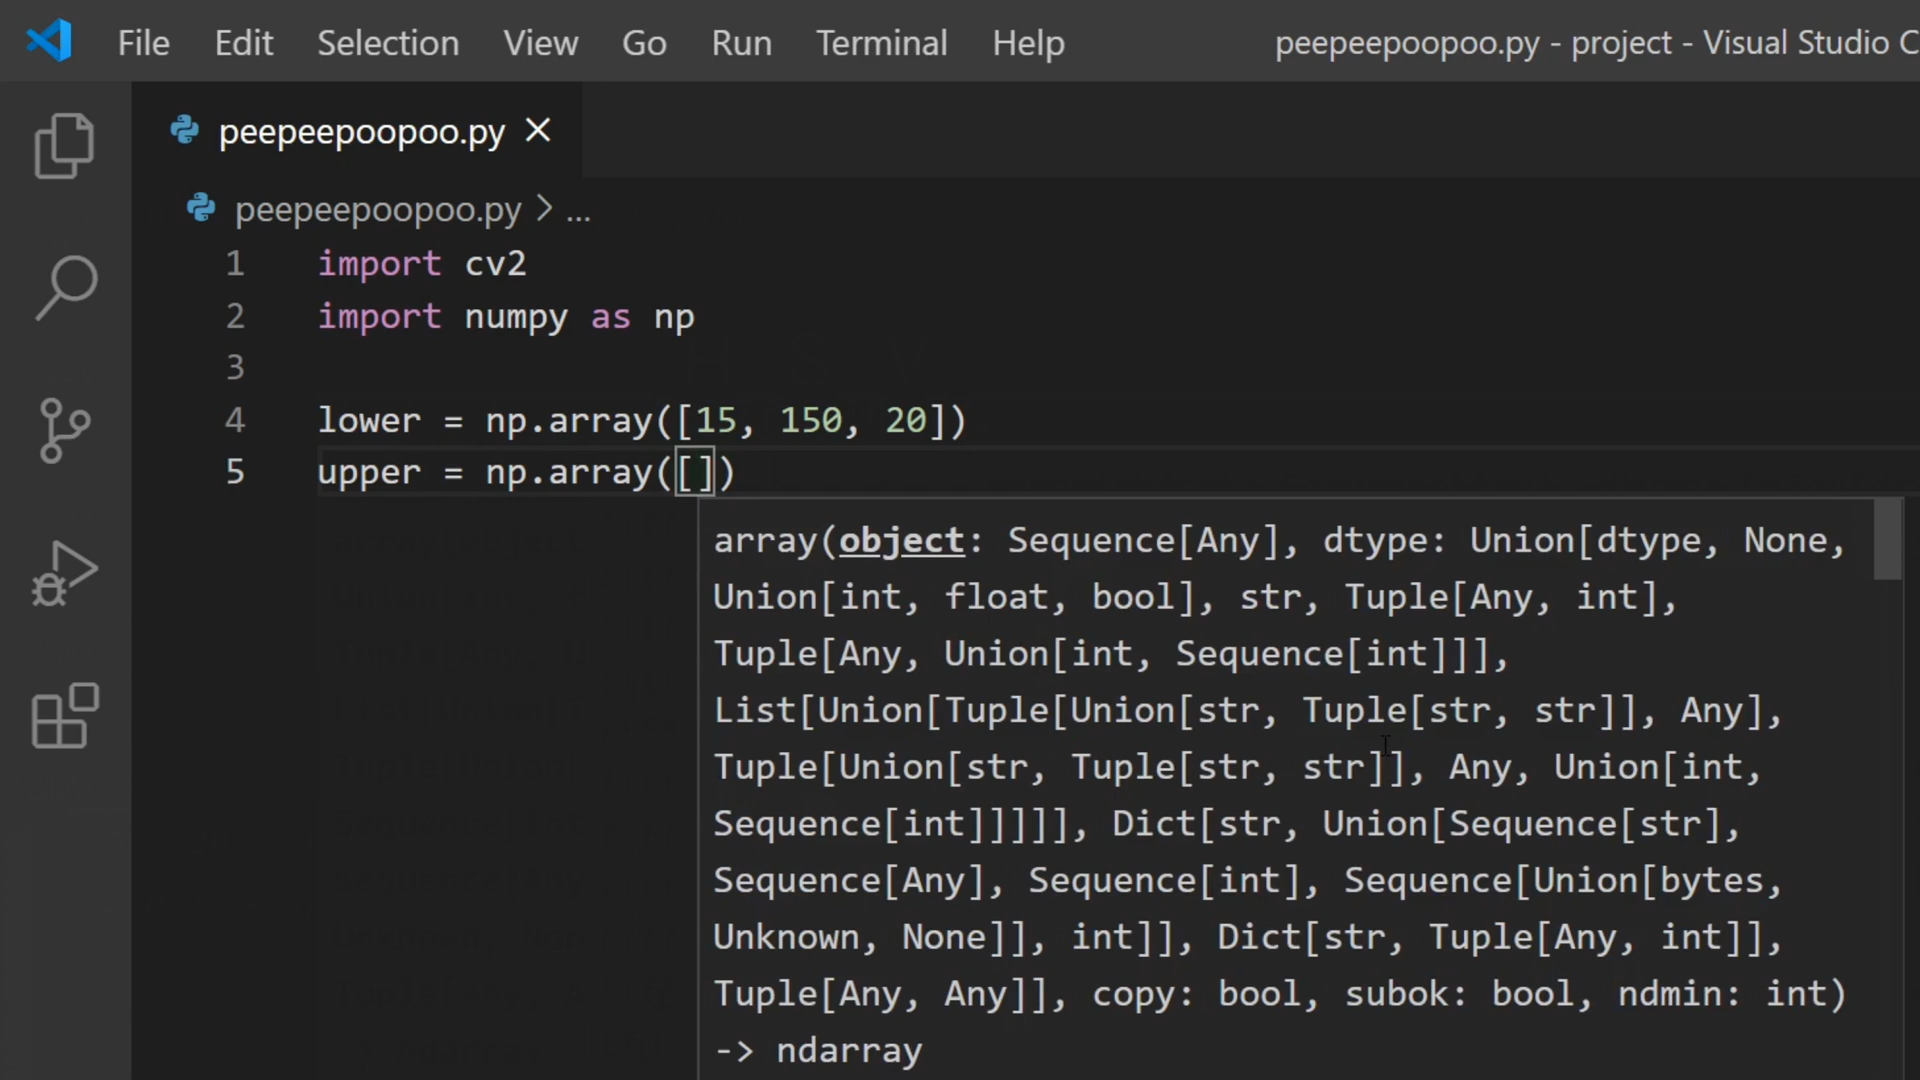 File Edit Selection View Go Run Terminal Help peepeepoopoo.py - project - Visual Studio C
peepeepoopoo.py
peepeepoopoo.py > ...
1 import cv2
2 import numpy as np
3
4 lower = np.array([15, 150, 20])
5 upper = np.array([])
array(object: Sequence[Any], dtype: Union[dtype, None,
Union[int, float, bool], str, Tuple[Any, int],
Tuple[Any, Union[int, Sequence[int]]],
List[Union[Tuple[Union[str, Tuple[str, str]], Any],
Tuple[Union[str, Tuple[str, str]], Any, Union[int,
Sequence[int]]]]], Dict[str, Union[Sequence[str],
Sequence[Any], Sequence[int], Sequence[Union[bytes,
Unknown, None]], int]], Dict[str, Tuple[Any, int]],
Tuple[Any, Any]], copy: bool, subok: bool, ndmin: int)
-> ndarray